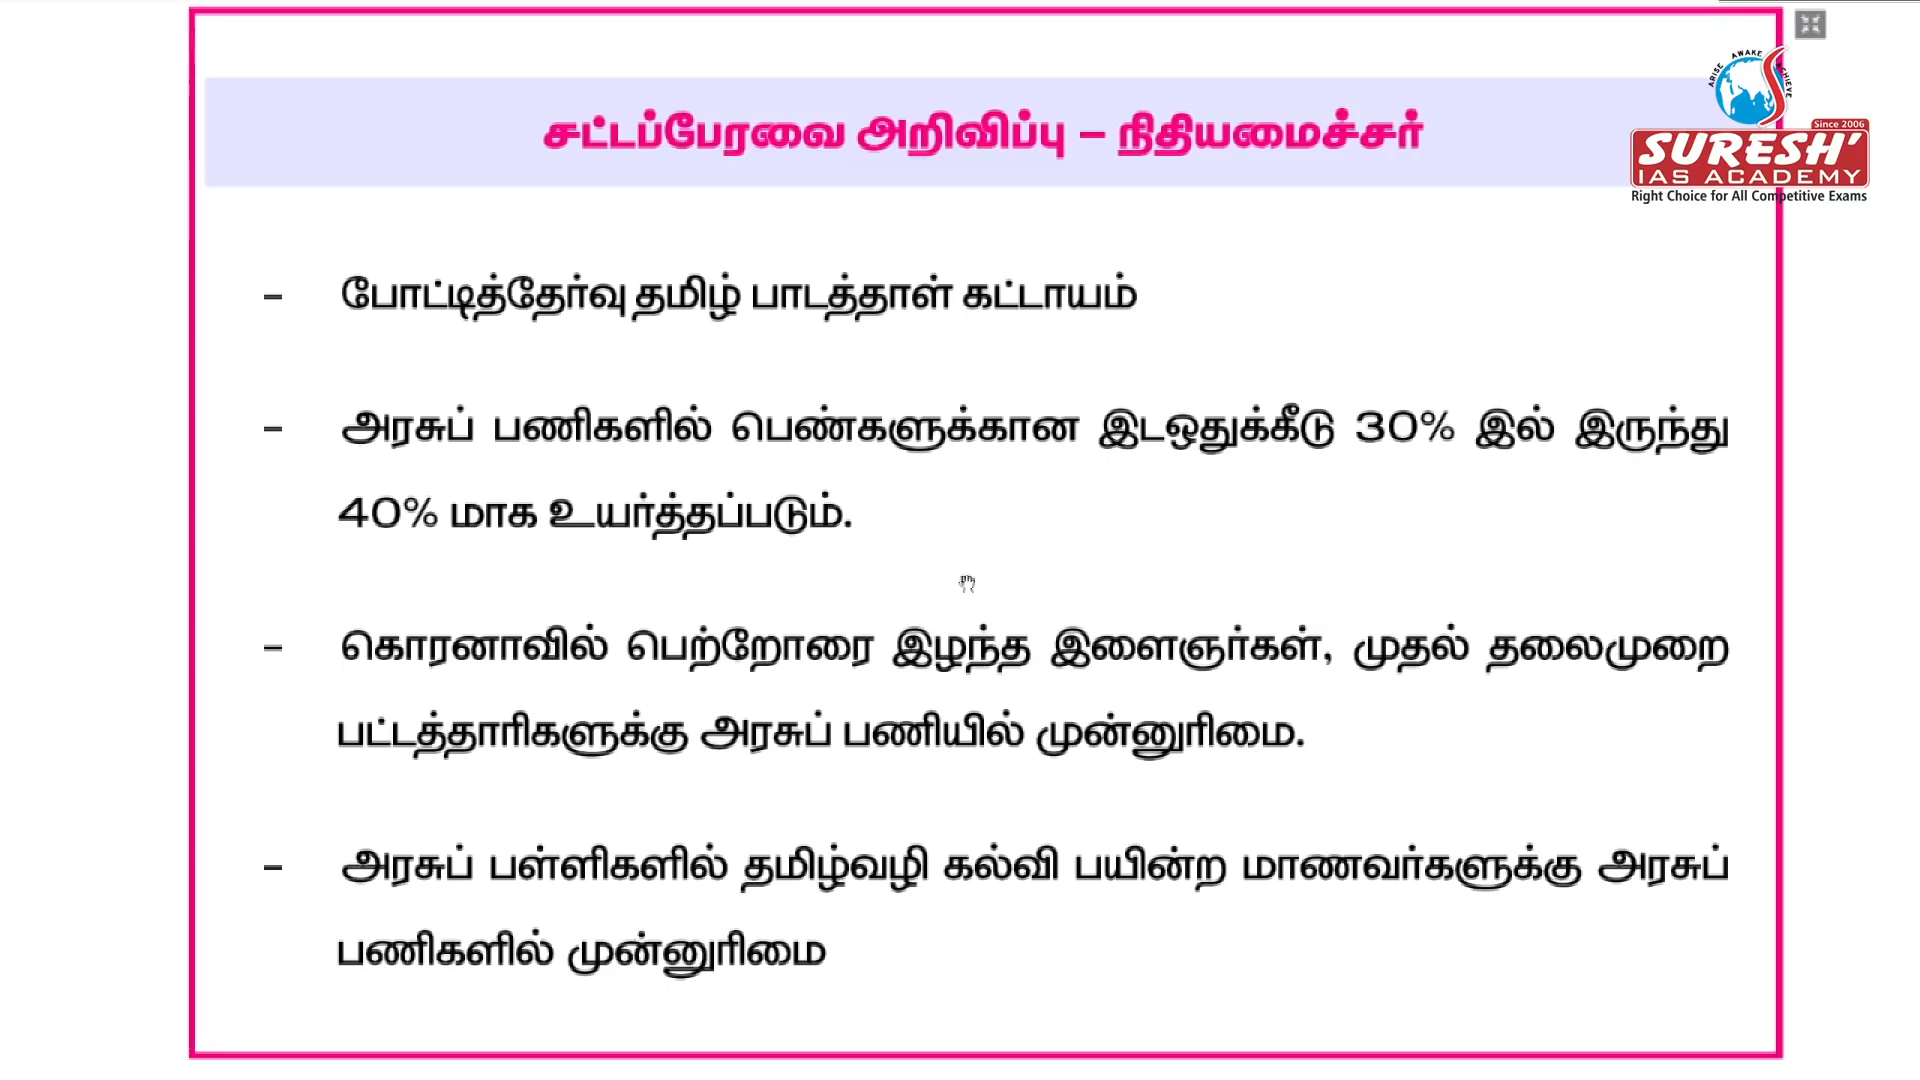 ARISE AWAKE ACHIEVE
Since 2006
SURESH'
IAS ACADEMY
Right Choice for All Competitive Exams
சட்டப்பேரவை அறிவிப்பு – நிதியமைச்சர்
- போட்டித்தேர்வு தமிழ் பாடத்தாள் கட்டாயம்
- அரசுப் பணிகளில் பெண்களுக்கான இடஒதுக்கீடு 30% இல் இருந்து
40% மாக உயர்த்தப்படும்.
- கொரனாவில் பெற்றோரை இழந்த இளைஞர்கள், முதல் தலைமுறை
பட்டத்தாரிகளுக்கு அரசுப் பணியில் முன்னுரிமை.
- அரசுப் பள்ளிகளில் தமிழ்வழி கல்வி பயின்ற மாணவர்களுக்கு அரசுப்
பணிகளில் முன்னுரிமை